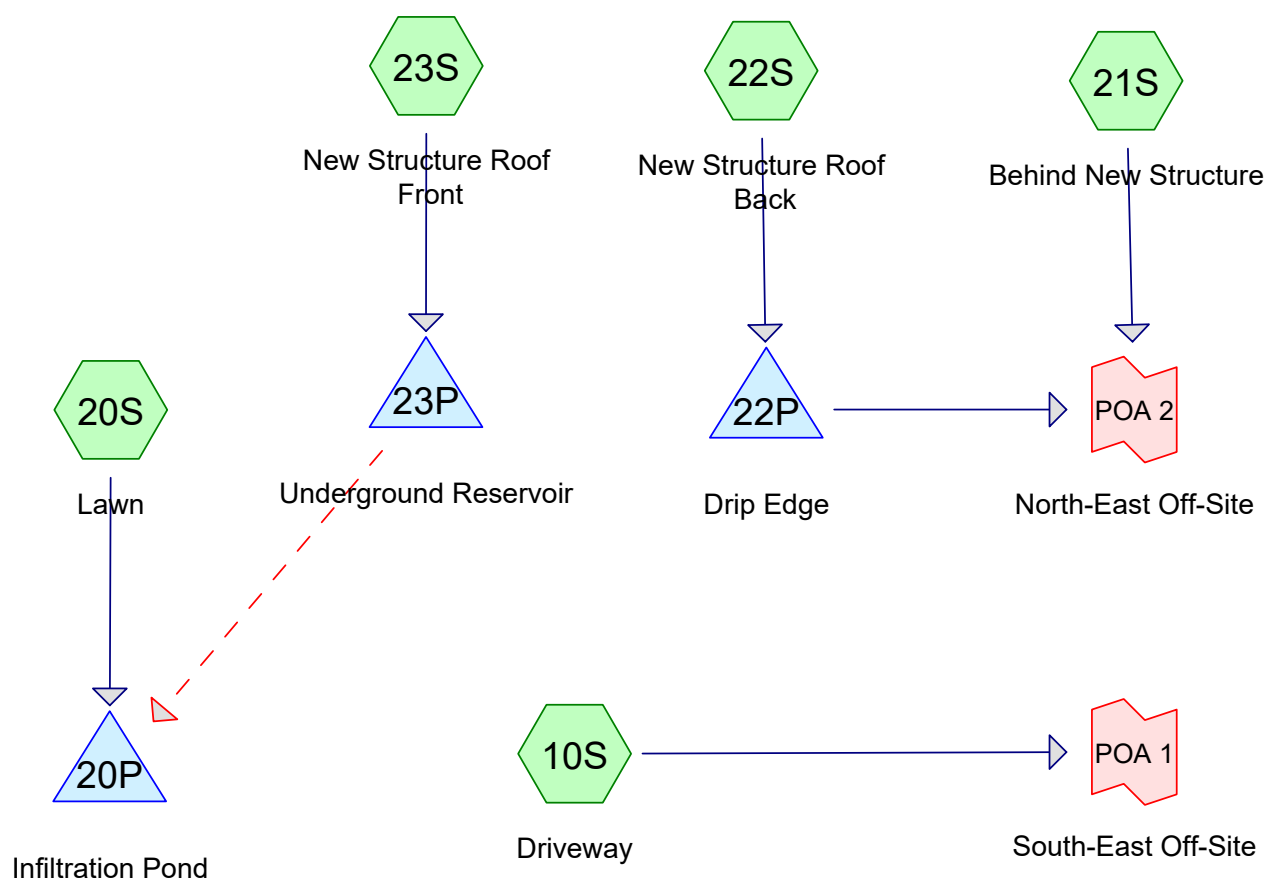 23S
New Structure Roof
Front
22S
New Structure Roof
Back
21S
Behind New Structure
20S
Lawn
23P
Underground Reservoir
22P
Drip Edge
POA 2
North-East Off-Site
20P
Infiltration Pond
10S
Driveway
POA 1
South-East Off-Site